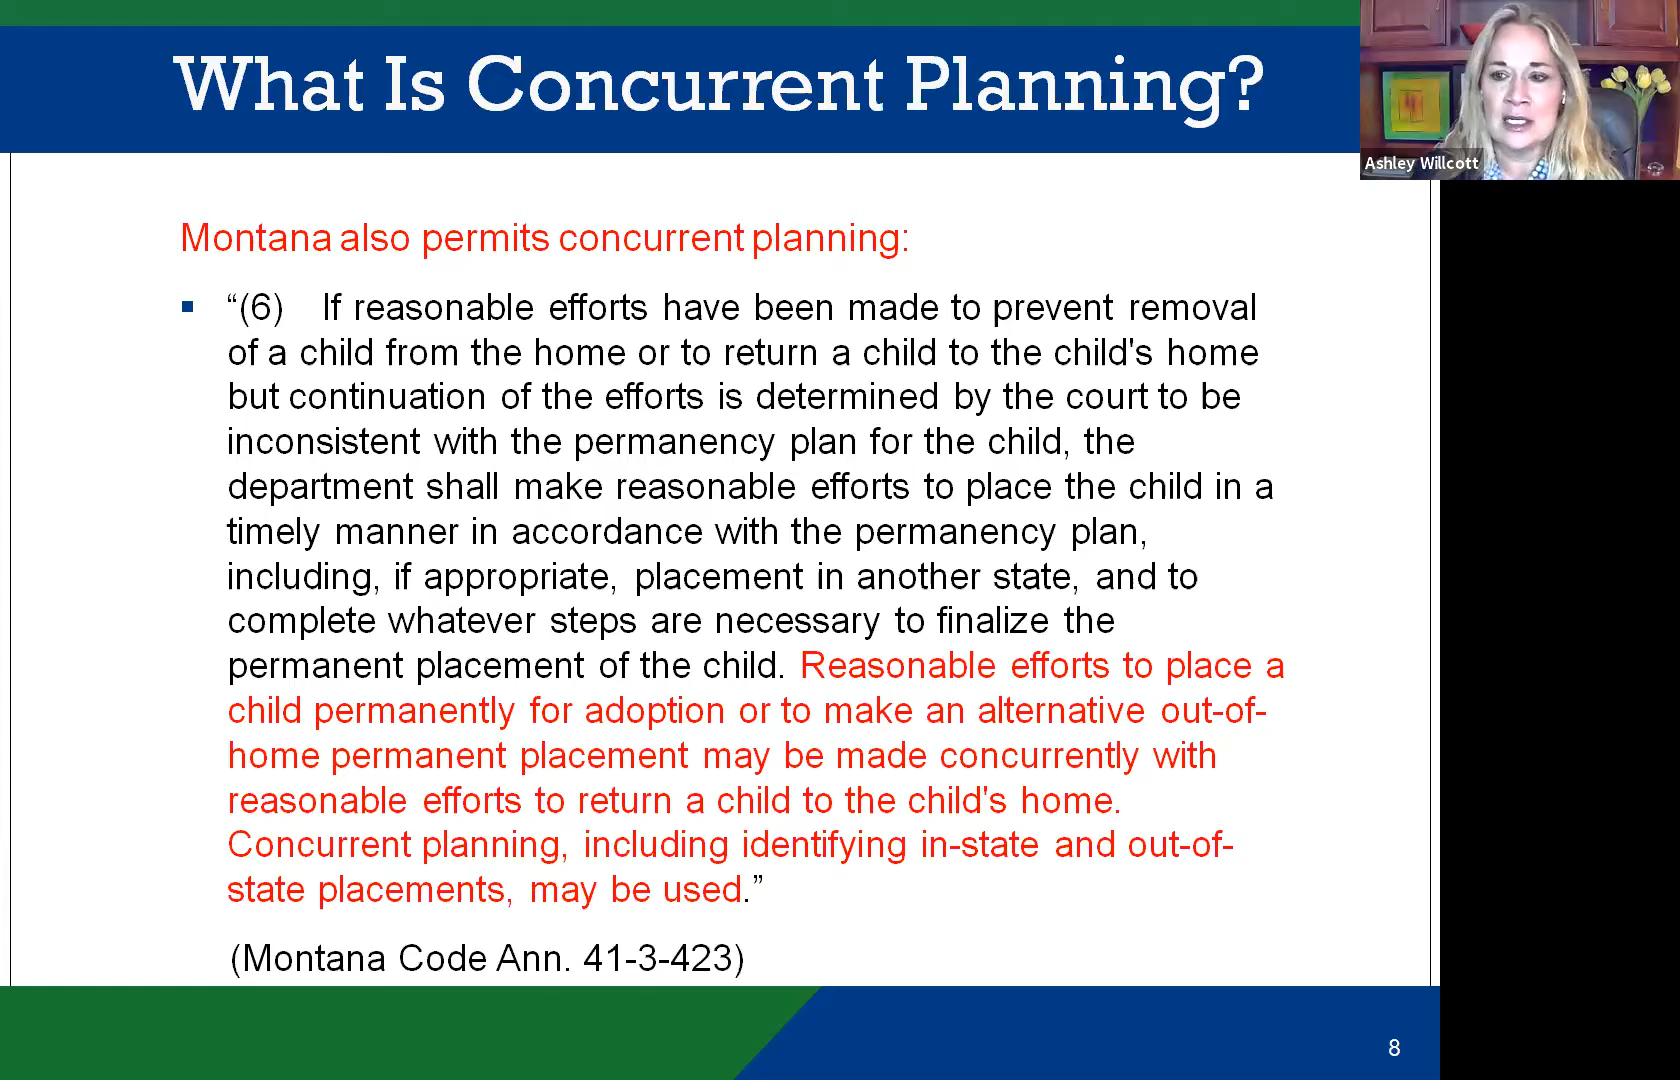 What Is Concurrent Planning?
Ashley Willcott
Montana also permits concurrent planning:
“(6) If reasonable efforts have been made to prevent removal
of a child from the home or to return a child to the child's home
but continuation of the efforts is determined by the court to be
inconsistent with the permanency plan for the child, the
department shall make reasonable efforts to place the child in a
timely manner in accordance with the permanency plan,
including, if appropriate, placement in another state, and to
complete whatever steps are necessary to finalize the
permanent placement of the child. Reasonable efforts to place a
child permanently for adoption or to make an alternative out-of-
home permanent placement may be made concurrently with
reasonable efforts to return a child to the child's home.
Concurrent planning, including identifying in-state and out-of-
state placements, may be used.”
(Montana Code Ann. 41-3-423)
8